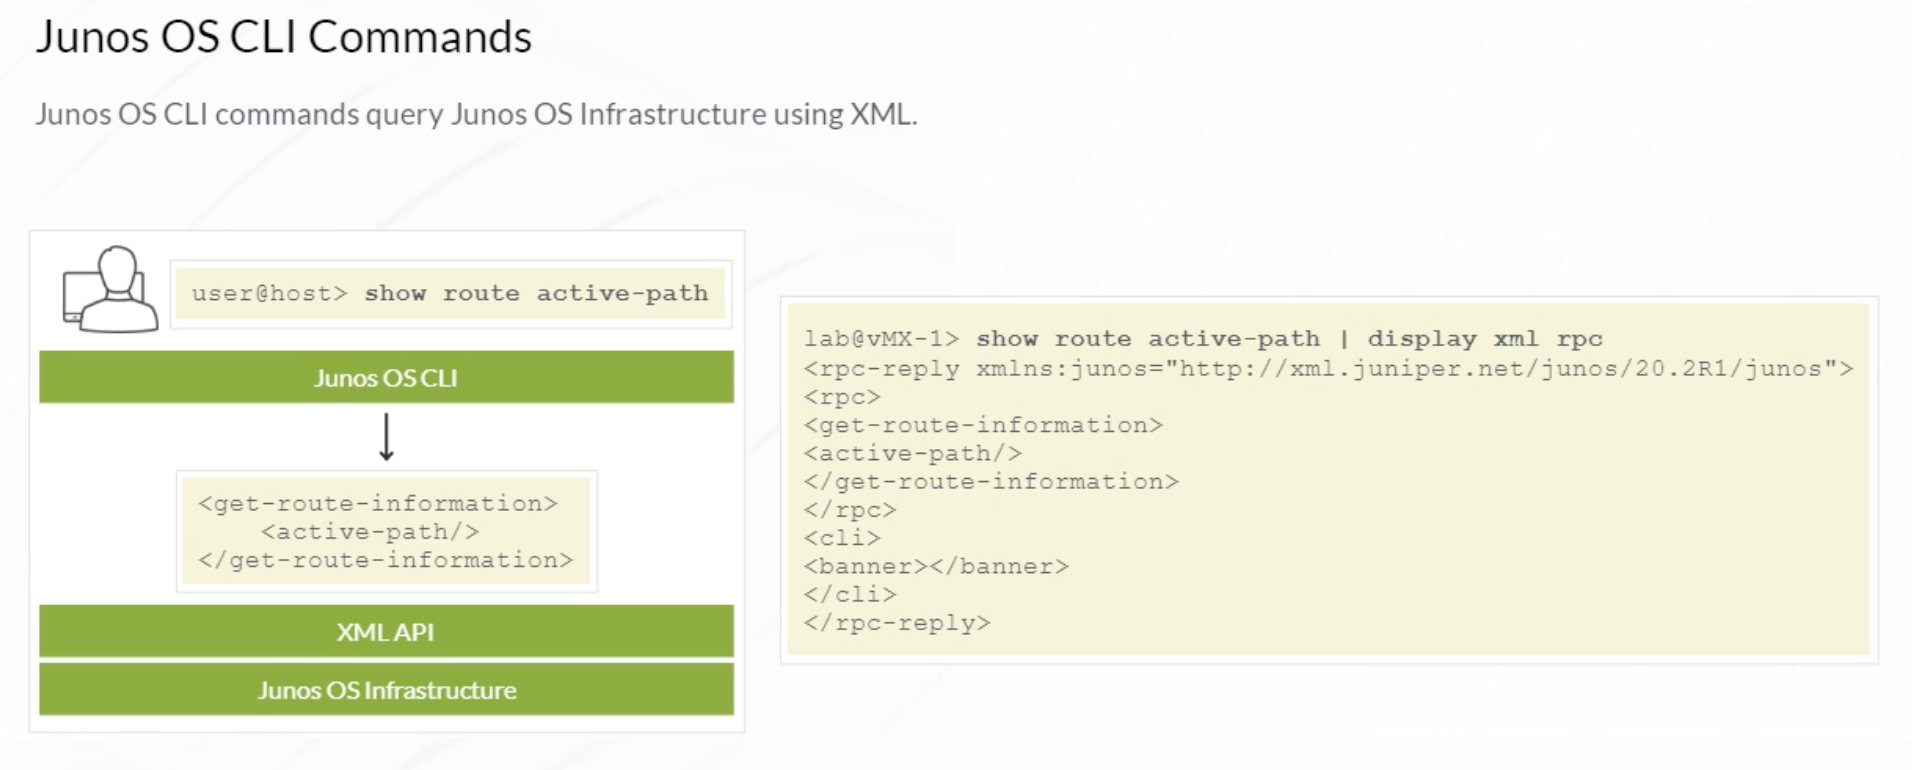 Junos OS CLI Commands
Junos OS CLI commands query Junos OS Infrastructure using XML.
user@host> show route active-path
Junos OS CLI
<get-route-information>
    <active-path/>
</get-route-information>
XML API
Junos OS Infrastructure
lab@vMX-1> show route active-path | display xml rpc
<rpc-reply xmlns:junos="http://xml.juniper.net/junos/20.2R1/junos">
<rpc>
<get-route-information>
<active-path/>
</get-route-information>
</rpc>
<cli>
<banner></banner>
</cli>
</rpc-reply>